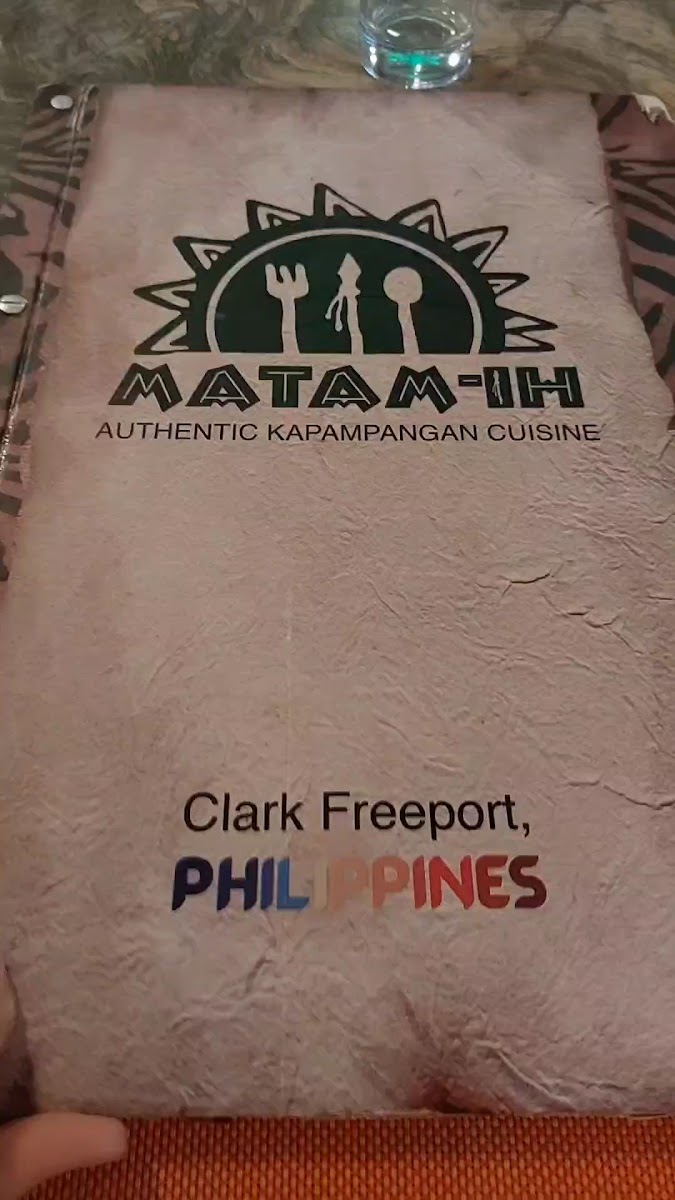 MATAM-IH
AUTHENTIC KAPAMPANGAN CUISINE
Clark Freeport,
PHILIPPINES